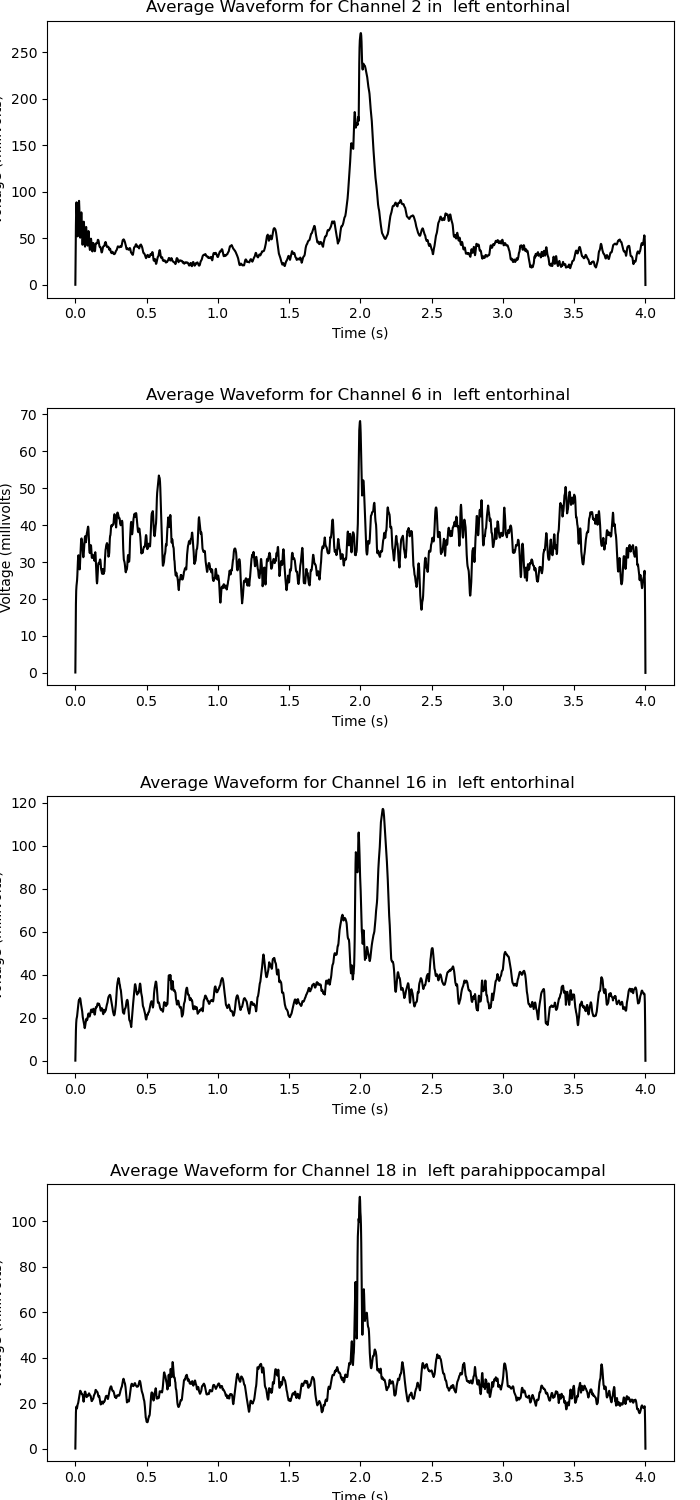 Average Waveform for Channel 2 in  left entorhinal
250
200
150
100
50
0
0.0 0.5 1.0 1.5 2.0 2.5 3.0 3.5 4.0
Time (s)
Average Waveform for Channel 6 in  left entorhinal
Voltage (millivolts)
70
60
50
40
30
20
10
0
0.0 0.5 1.0 1.5 2.0 2.5 3.0 3.5 4.0
Time (s)
Average Waveform for Channel 16 in  left entorhinal
120
100
80
60
40
20
0
0.0 0.5 1.0 1.5 2.0 2.5 3.0 3.5 4.0
Time (s)
Average Waveform for Channel 18 in  left parahippocampal
100
80
60
40
20
0
0.0 0.5 1.0 1.5 2.0 2.5 3.0 3.5 4.0
Time (s)